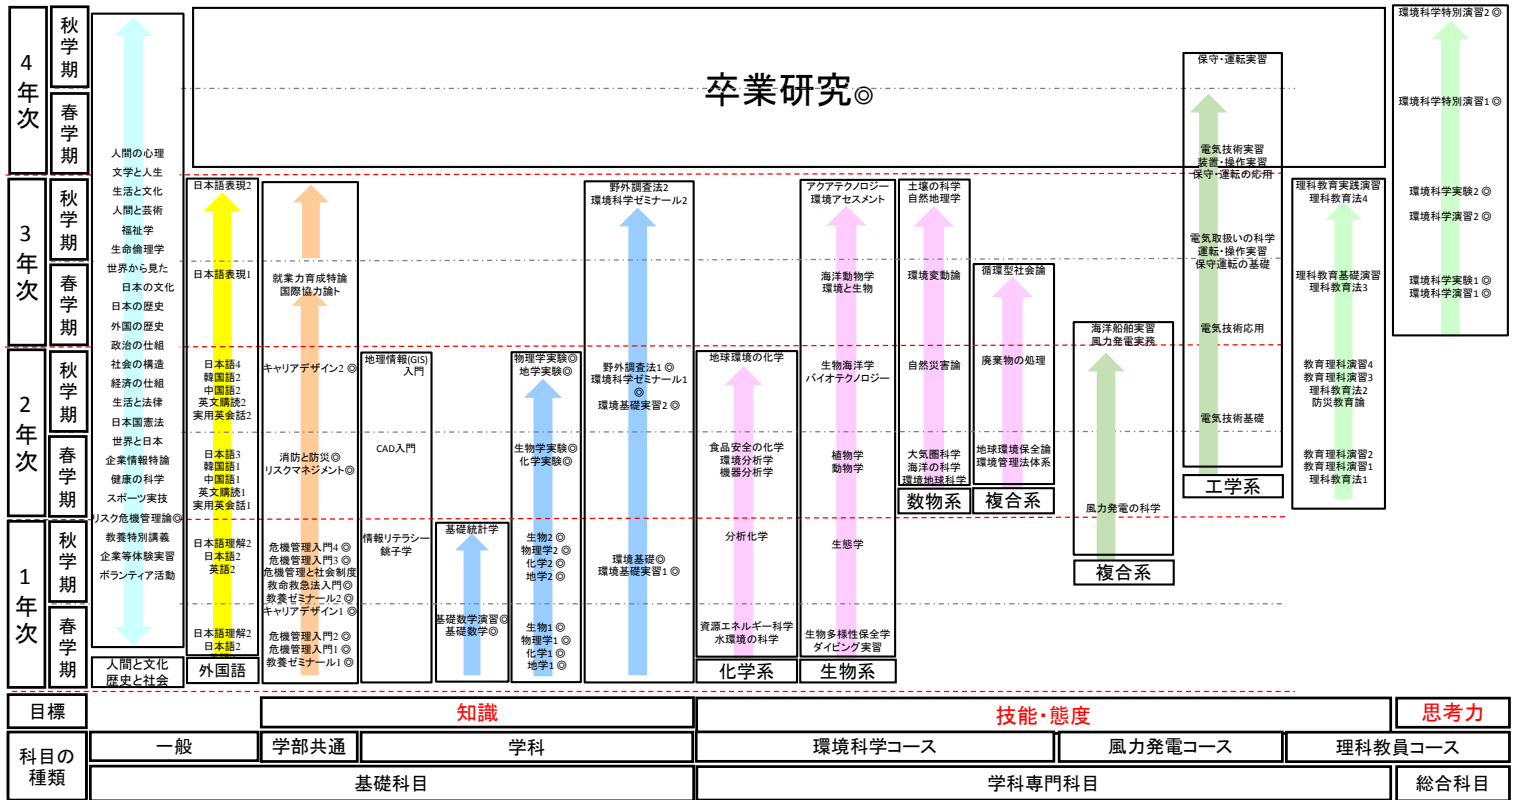 4年次
秋学期
春学期
3年次
秋学期
春学期
2年次
秋学期
春学期
1年次
秋学期
春学期
人間の心理
文学と人生
生活と文化
人間と芸術
福祉学
生命倫理学
世界から見た
日本の文化
日本の歴史
外国の歴史
政治の仕組
社会の構造
経済の仕組
生活と法律
日本国憲法
世界と日本
企業情報特論
健康の科学
スポーツ実技
リスク危機管理論◎
教養特別講義
企業等体験実習
ボランティア活動
人間と文化
歴史と社会
卒業研究◎
日本語表現2
日本語表現1
日本語4
韓国語2
中国語2
英文購読2
実用英会話2
日本語3
韓国語1
中国語1
英文購読1
実用英会話1
日本語理解2
日本語2
英語2
日本語理解2
日本語2
外国語
就業力育成特論
国際協力論ト
キャリアデザイン2 ◎
消防と防災◎
リスクマネジメント◎
危機管理入門4 ◎
危機管理入門3 ◎
危機管理と社会制度
救命救急法入門◎
教養ゼミナール2 ◎
キャリアデザイン1 ◎
危機管理入門2 ◎
危機管理入門1 ◎
教養ゼミナール1 ◎
地理情報(GIS)
入門
CAD入門
情報リテラシー
銚子学
基礎統計学
基礎数学演習◎
基礎数学◎
物理学実験◎
地学実験◎
生物学実験◎
化学実験◎
生物2 ◎
物理学2 ◎
化学2 ◎
地学2 ◎
生物1 ◎
物理学1 ◎
化学1 ◎
地学1 ◎
野外調査法2
環境科学ゼミナール2
野外調査法1 ◎
環境科学ゼミナール1
◎
環境基礎実習2 ◎
環境基礎◎
環境基礎実習1 ◎
地球環境の化学
食品安全の化学
環境分析学
機器分析学
分析化学
資源エネルギー科学
水環境の科学
化学系
アクアテクノロジー
環境アセスメント
海洋動物学
環境と生物
生物海洋学
バイオテクノロジー
植物学
動物学
生態学
生物多様性保全学
ダイビング実習
生物系
土壌の科学
自然地理学
環境変動論
自然災害論
大気圏科学
海洋の科学
環境地球科学
数物系
循環型社会論
廃棄物の処理
地球環境保全論
環境管理法体系
複合系
海洋船舶実習
風力発電実務
風力発電の科学
複合系
保守・運転実習
電気技術実習
装置・操作実習
保守・運転の応用
電気取扱いの科学
運転・操作実習
保守運転の基礎
電気技術応用
電気技術基礎
工学系
理科教育実践演習
理科教育法4
理科教育基礎演習
理科教育法3
教育理科演習4
教育理科演習3
理科教育法2
防災教育論
教育理科演習2
教育理科演習1
理科教育法1
環境科学特別演習2 ◎
環境科学特別演習1 ◎
環境科学実験2 ◎
環境科学演習2 ◎
環境科学実験1 ◎
環境科学演習1 ◎
目標
知識
技能・態度
思考力
科目の
種類
一般
学部共通
学科
環境科学コース
風力発電コース
理科教員コース
基礎科目
学科専門科目
総合科目